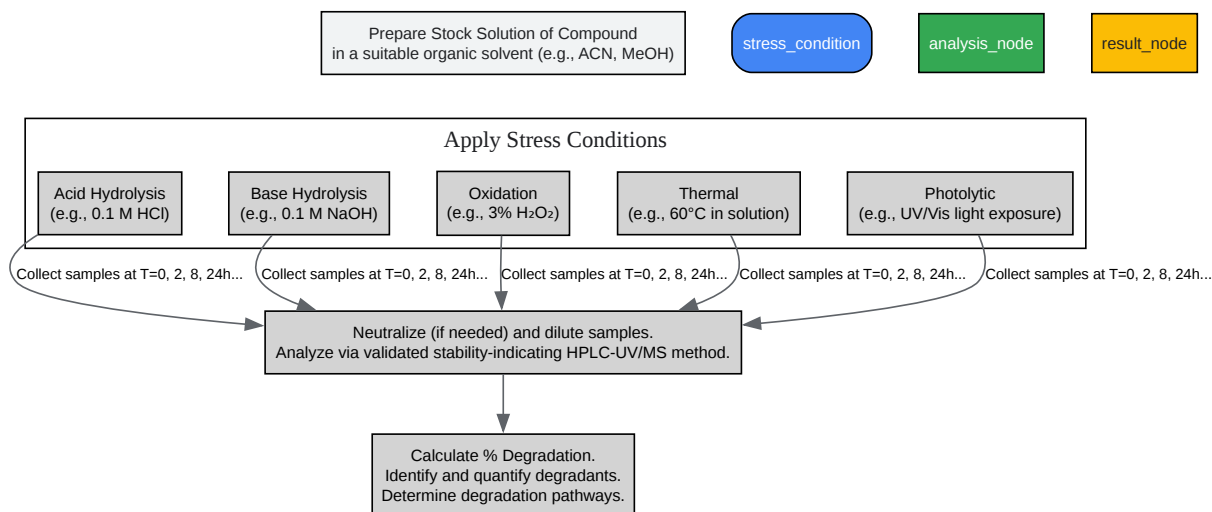 Prepare Stock Solution of Compound
in a suitable organic solvent (e.g., ACN, MeOH)
stress_condition
analysis_node
result_node
Apply Stress Conditions
Acid Hydrolysis
(e.g., 0.1 M HCl)
Base Hydrolysis
(e.g., 0.1 M NaOH)
Oxidation
(e.g., 3% H₂O₂)
Thermal
(e.g., 60°C in solution)
Photolytic
(e.g., UV/Vis light exposure)
Collect samples at T=0, 2, 8, 24h...
Collect samples at T=0, 2, 8, 24h...
Collect samples at T=0, 2, 8, 24h...
Collect samples at T=0, 2, 8, 24h...
Collect samples at T=0, 2, 8, 24h...
Neutralize (if needed) and dilute samples.
Analyze via validated stability-indicating HPLC-UV/MS method.
Calculate % Degradation.
Identify and quantify degradants.
Determine degradation pathways.